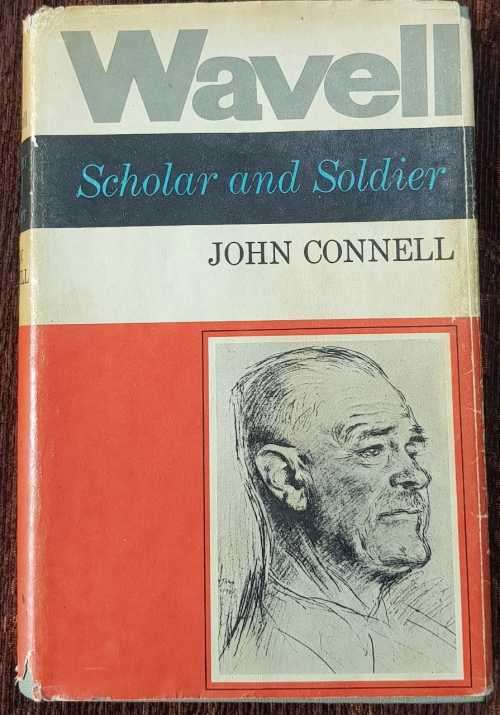 Wavell
Scholar and Soldier
JOHN CONNELL